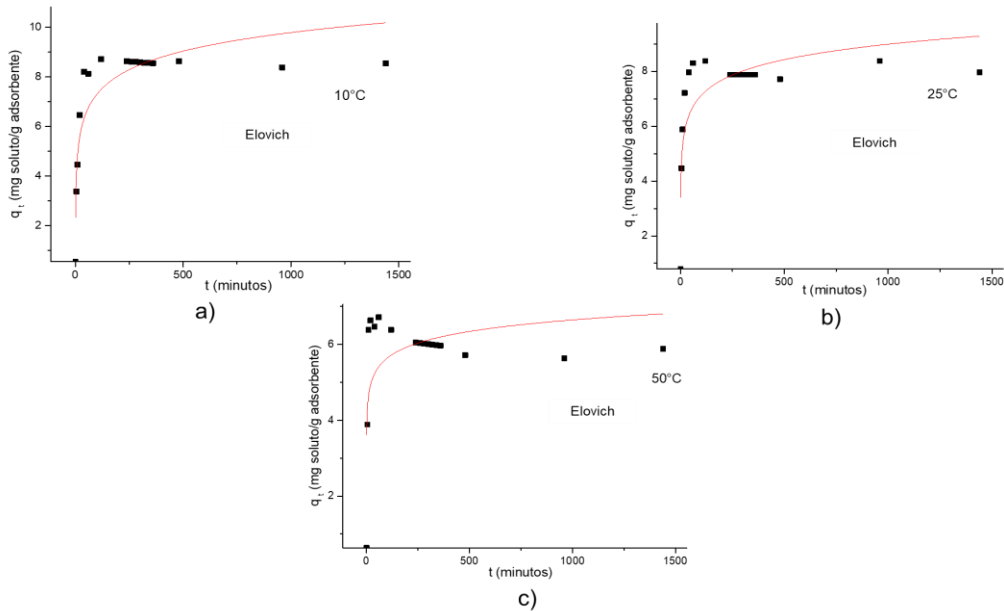 q t (mg soluto/g adsorbente)
10
8
6
4
2
10°C
Elovich
0
500
1000
1500
t (minutos)
a)
q t (mg soluto/g adsorbente)
8
6
4
2
25°C
Elovich
0
500
1000
1500
t (minutos)
b)
q t (mg soluto/g adsorbente)
6
4
2
50°C
Elovich
0
500
1000
1500
t (minutos)
c)